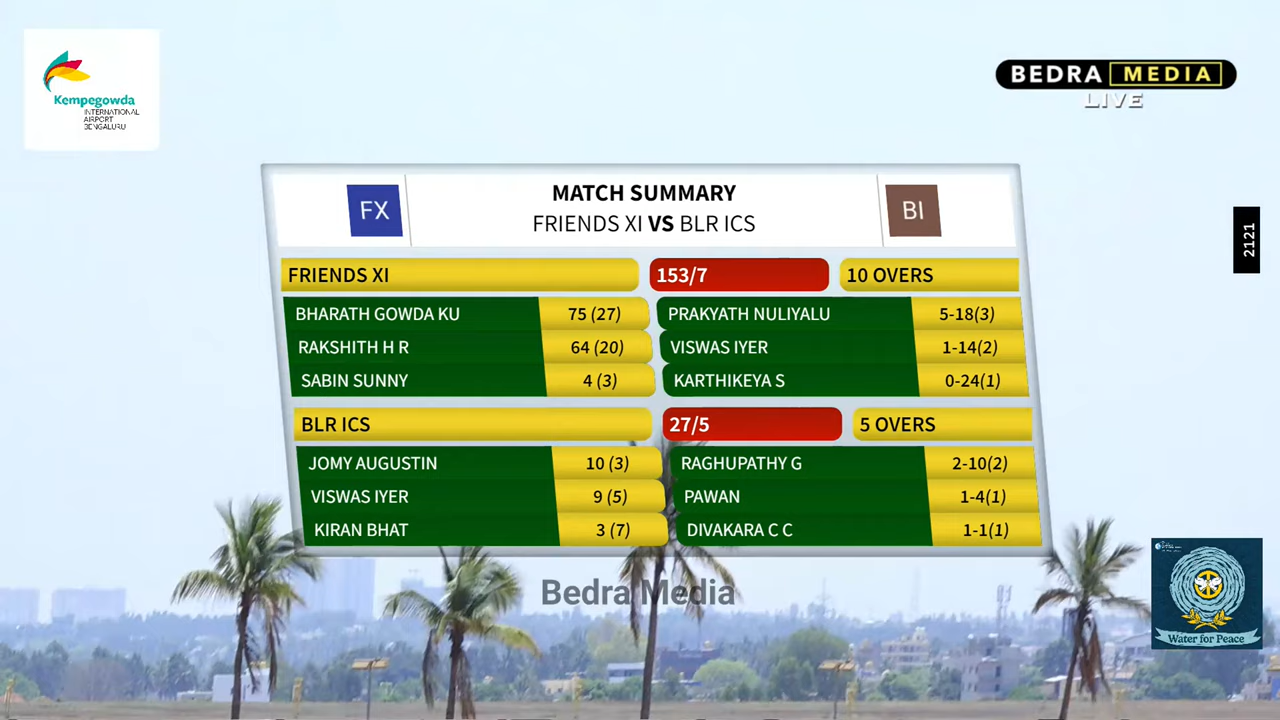 Kempegowda
INTERNATIONAL
AIRPORT
BENGALURU
BEDRA MEDIA
LIVE
FX
MATCH SUMMARY
FRIENDS XI VS BLR ICS
BI
2121
FRIENDS XI 153/7 10 OVERS
BHARATH GOWDA KU 75 (27) PRAKYATH NULIYALU 5-18(3)
RAKSHITH H R 64 (20) VISWAS IYER 1-14(2)
SABIN SUNNY 4 (3) KARTHIKEYA S 0-24(1)
BLR ICS 27/5 5 OVERS
JOMY AUGUSTIN 10 (3) RAGHUPATHY G 2-10(2)
VISWAS IYER 9 (5) PAWAN 1-4(1)
KIRAN BHAT 3 (7) DIVAKARA C C 1-1(1)
Bedra Media
Water for Peace